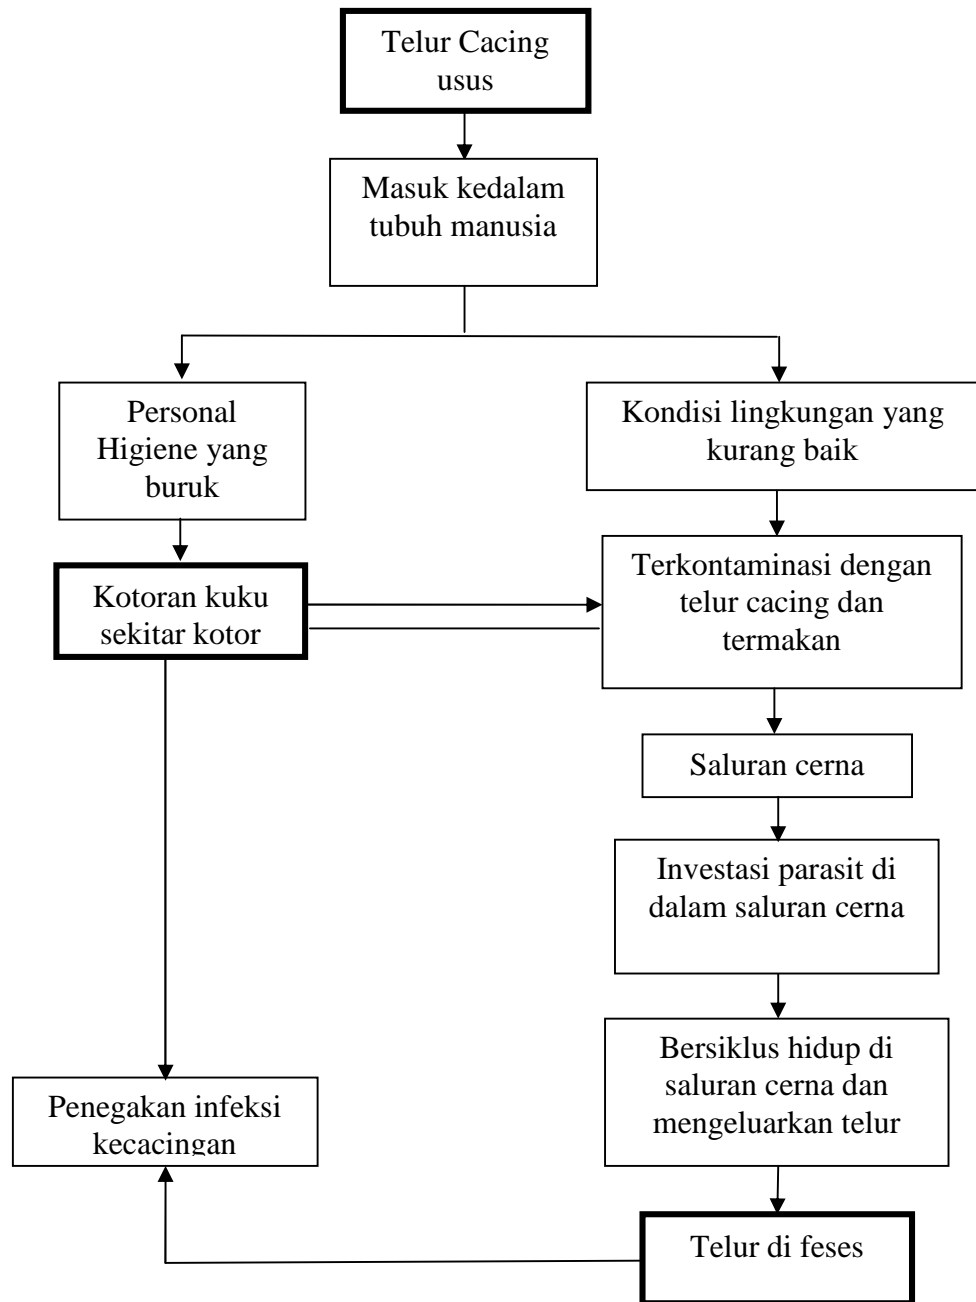 Telur Cacing
usus
Masuk kedalam
tubuh manusia
Personal
Higiene yang
buruk
Kondisi lingkungan yang
kurang baik
Kotoran kuku
sekitar kotor
Terkontaminasi dengan
telur cacing dan
termakan
Saluran cerna
Investasi parasit di
dalam saluran cerna
Bersiklus hidup di
saluran cerna dan
mengeluarkan telur
Penegakan infeksi
kecacingan
Telur di feses